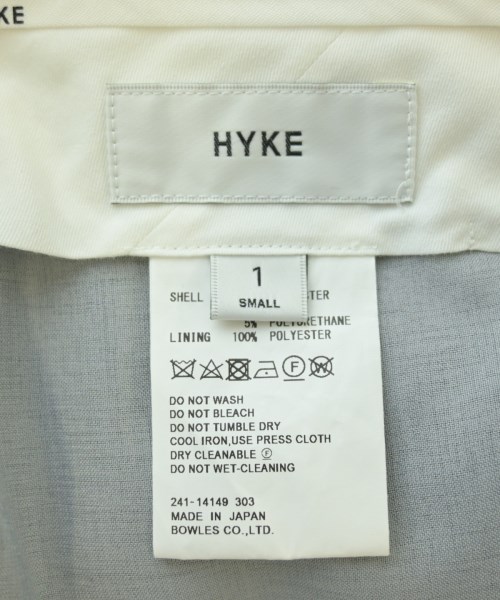 KE
HYKE
1
SMALL
SHELL
5% POLYURETHANE
LINING 100% POLYESTER
F W
DO NOT WASH
DO NOT BLEACH
DO NOT TUMBLE DRY
COOL IRON,USE PRESS CLOTH
DRY CLEANABLE Ⓕ
DO NOT WET-CLEANING
241-14149 303
MADE IN JAPAN
BOWLES CO.,LTD.